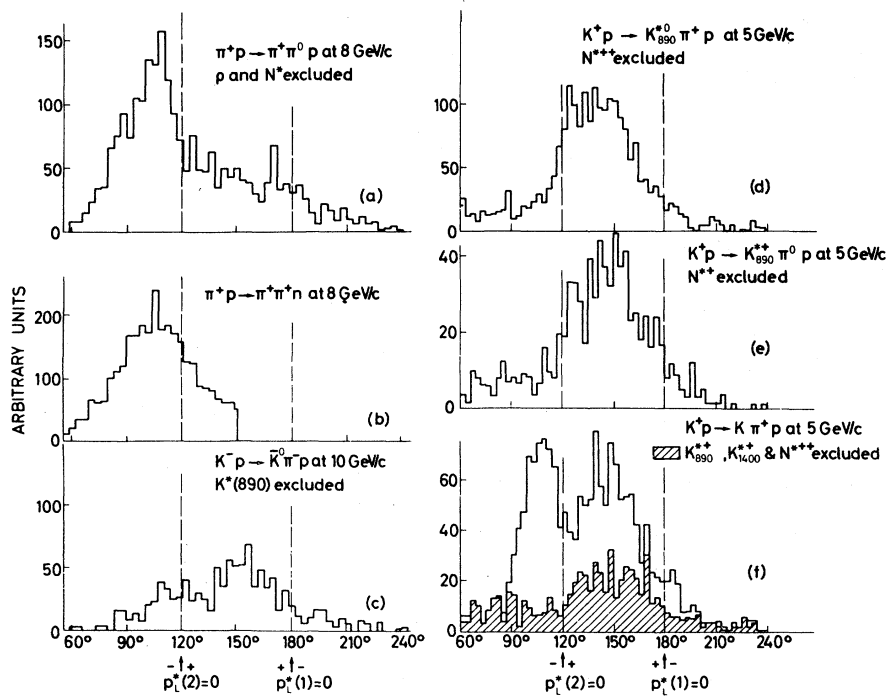 ARBITRARY UNITS
150
100
50
0
π⁺p → π⁺π⁰ p at 8 GeV/c
ρ and N* excluded
(a)
200
100
0
π⁺p → π⁺π⁺n at 8 GeV/c
(b)
100
50
0
K⁻p → K̄⁰π⁻p at 10 GeV/c
K*(890) excluded
(c)
60° 90° 120° 150° 180° 210° 240°
- ↑ + + ↑ -
p*L(2)=0 p*L(1)=0
100
50
0
K⁺p → K*⁰890 π⁺ p at 5 GeV/c
N*⁺⁺ excluded
(d)
40
20
0
K⁺p → K*⁺890 π⁰ p at 5 GeV/c
N*⁺ excluded
(e)
60
40
20
0
K⁺p → K π⁺p at 5 GeV/c
K*⁺890 , K*⁺1400 & N*⁺⁺ excluded
(f)
60° 90° 120° 150° 180° 210° 240°
- ↑ + + ↑ -
p*L(2)=0 p*L(1)=0